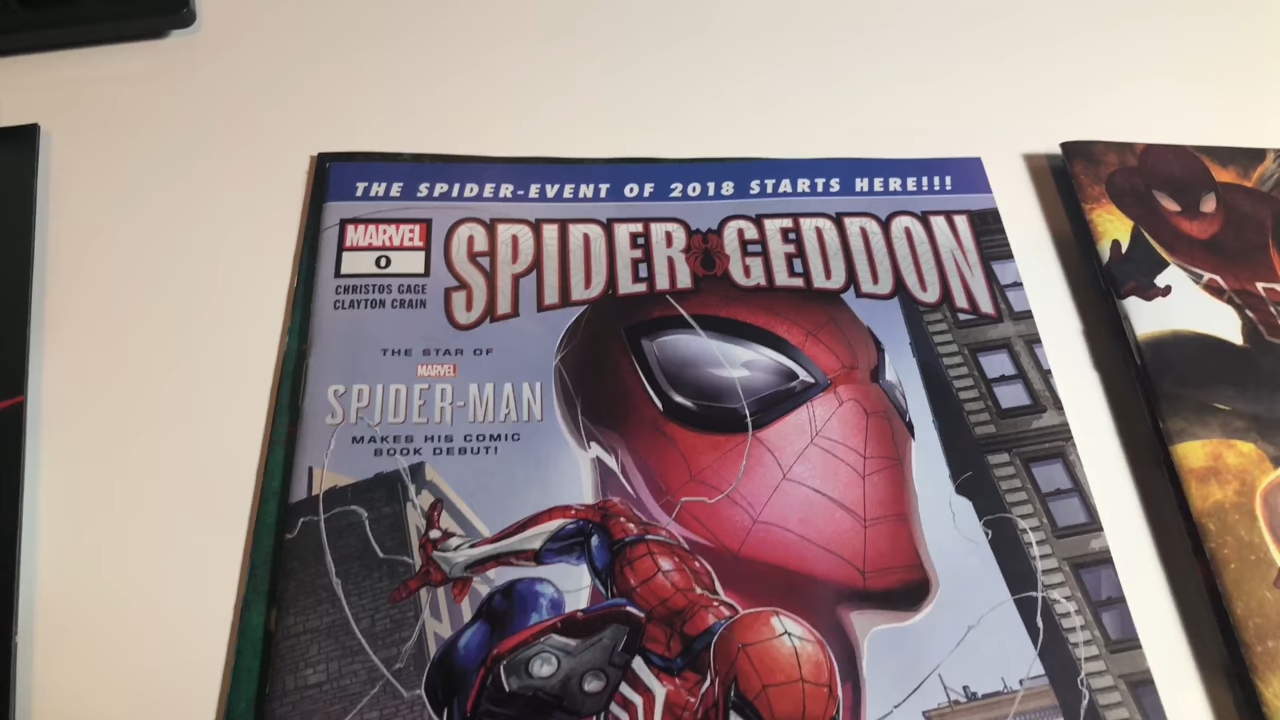 THE SPIDER-EVENT OF 2018 STARTS HERE!!!
MARVEL
0
CHRISTOS GAGE
CLAYTON CRAIN
SPIDER GEDDON
THE STAR OF
MARVEL
SPIDER-MAN
MAKES HIS COMIC
BOOK DEBUT!